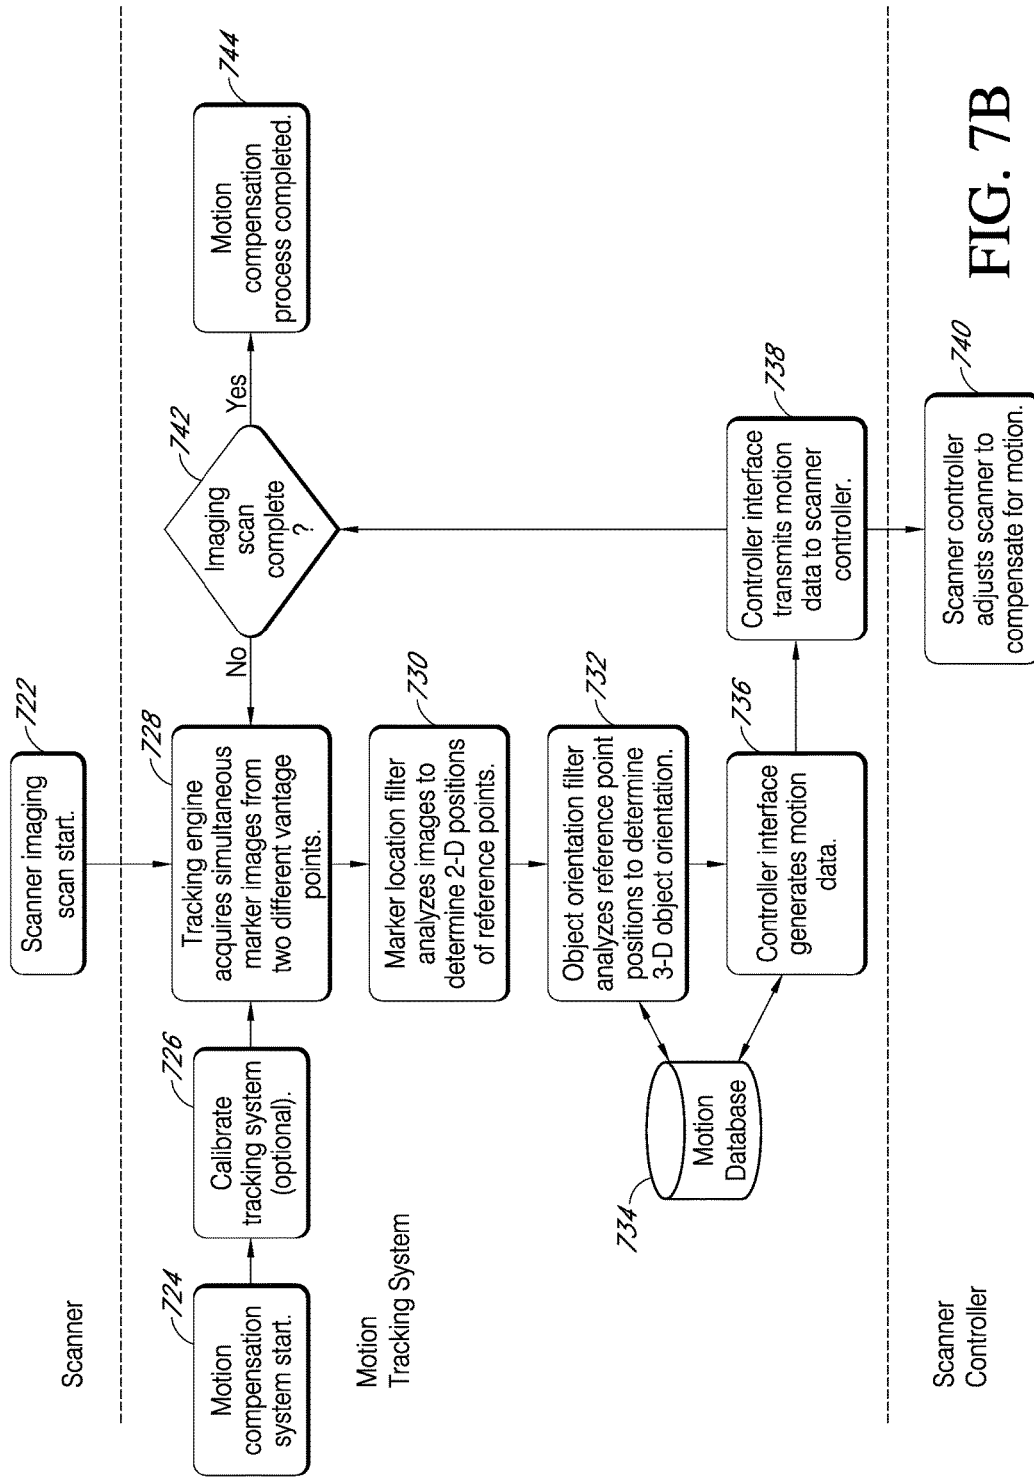 Scanner
722
Scanner imaging
scan start.
724
Motion
compensation
system start.
726
Calibrate
tracking system
(optional).
728
Tracking engine
acquires simultaneous
marker images from
two different vantage
points.
No
742
Imaging
scan
complete
?
Yes
744
Motion
compensation
process completed.
Motion
Tracking System
730
Marker location filter
analyzes images to
determine 2-D positions
of reference points.
732
Object orientation filter
analyzes reference point
positions to determine
3-D object orientation.
734
Motion
Database
736
Controller interface
generates motion
data.
738
Controller interface
transmits motion
data to scanner
controller.
Scanner
Controller
740
Scanner controller
adjusts scanner to
compensate for motion.
FIG. 7B